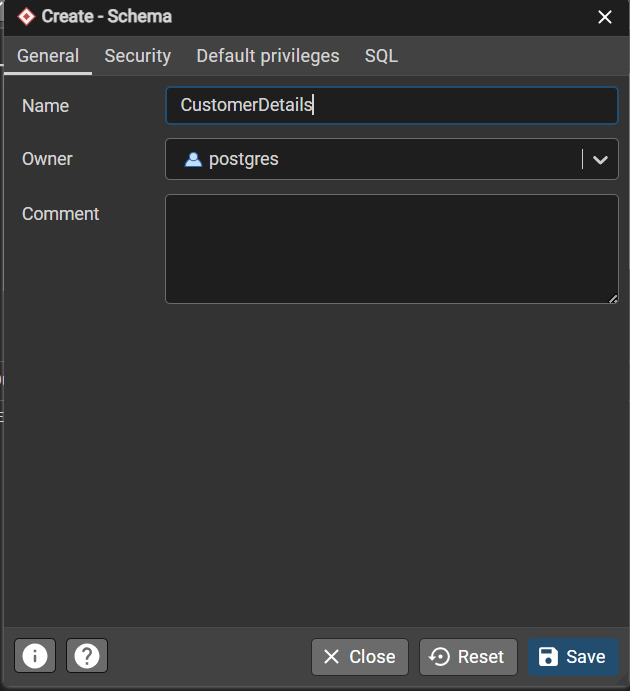 Create - Schema
General Security Default privileges SQL
Name CustomerDetails
Owner postgres
Comment
Close Reset Save